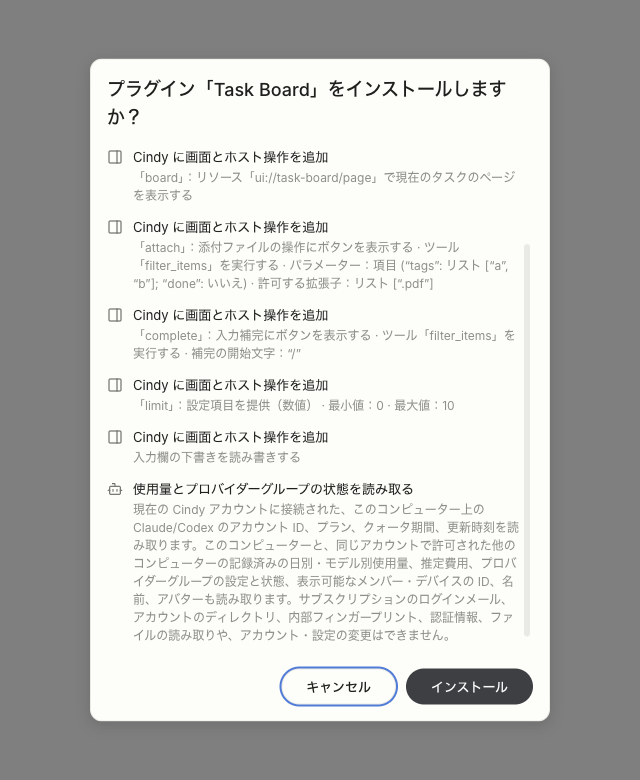 プラグイン「Task Board」をインストールします
か？
Cindy に画面とホスト操作を追加
「board」：リソース「ui://task-board/page」で現在のタスクのページ
を表示する
Cindy に画面とホスト操作を追加
「attach」：添付ファイルの操作にボタンを表示する · ツール
「filter_items」を実行する · パラメーター：項目 (“tags”: リスト [“a”,
“b”]; “done”: いいえ) · 許可する拡張子：リスト [“.pdf”]
Cindy に画面とホスト操作を追加
「complete」：入力補完にボタンを表示する · ツール「filter_items」を
実行する · 補完の開始文字：“/”
Cindy に画面とホスト操作を追加
「limit」：設定項目を提供（数値） · 最小値：0 · 最大値：10
Cindy に画面とホスト操作を追加
入力欄の下書きを読み書きする
使用量とプロバイダーグループの状態を読み取る
現在の Cindy アカウントに接続された、このコンピューター上の
Claude/Codex のアカウント ID、プラン、クォータ期間、更新時刻を読
み取ります。このコンピューターと、同じアカウントで許可された他の
コンピューターの記録済みの日別・モデル別使用量、推定費用、プロバ
イダーグループの設定と状態、表示可能なメンバー・デバイスの ID、名
前、アバターも読み取ります。サブスクリプションのログインメール、
アカウントのディレクトリ、内部フィンガープリント、認証情報、ファ
イルの読み取りや、アカウント・設定の変更はできません。
キャンセル
インストール